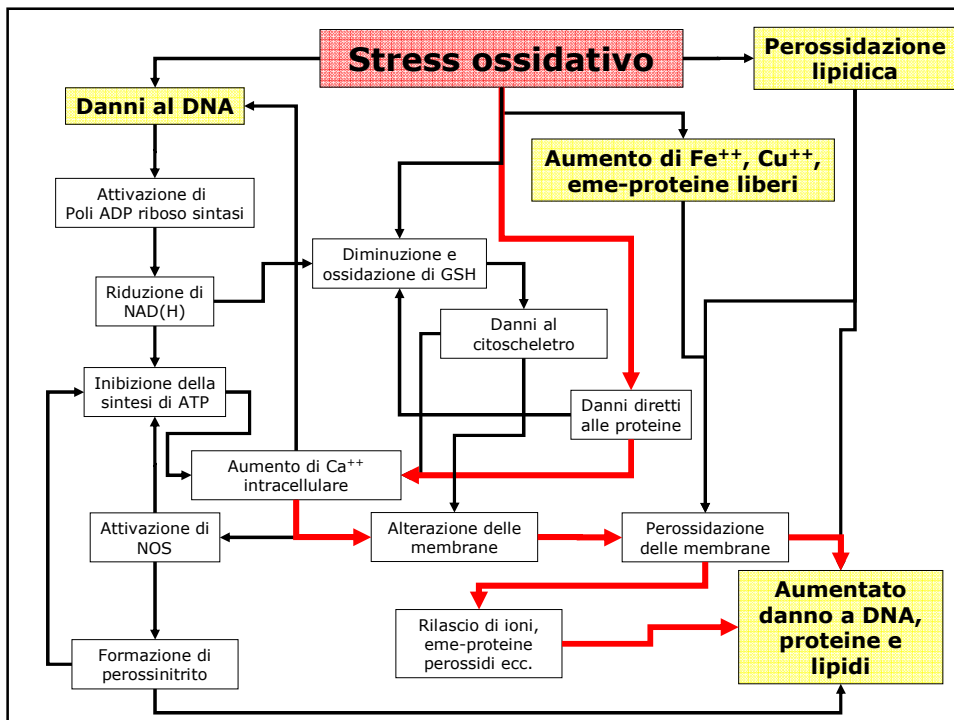 Stress ossidativo
Perossidazione
lipidica
Danni al DNA
Aumento di Fe⁺⁺, Cu⁺⁺,
eme-proteine liberi
Attivazione di
Poli ADP riboso sintasi
Diminuzione e
ossidazione di GSH
Riduzione di
NAD(H)
Danni al
citoscheletro
Inibizione della
sintesi di ATP
Danni diretti
alle proteine
Aumento di Ca⁺⁺
intracellulare
Attivazione di
NOS
Alterazione delle
membrane
Perossidazione
delle membrane
Aumentato
danno a DNA,
proteine e
lipidi
Rilascio di ioni,
eme-proteine
perossidi ecc.
Formazione di
perossinitrito